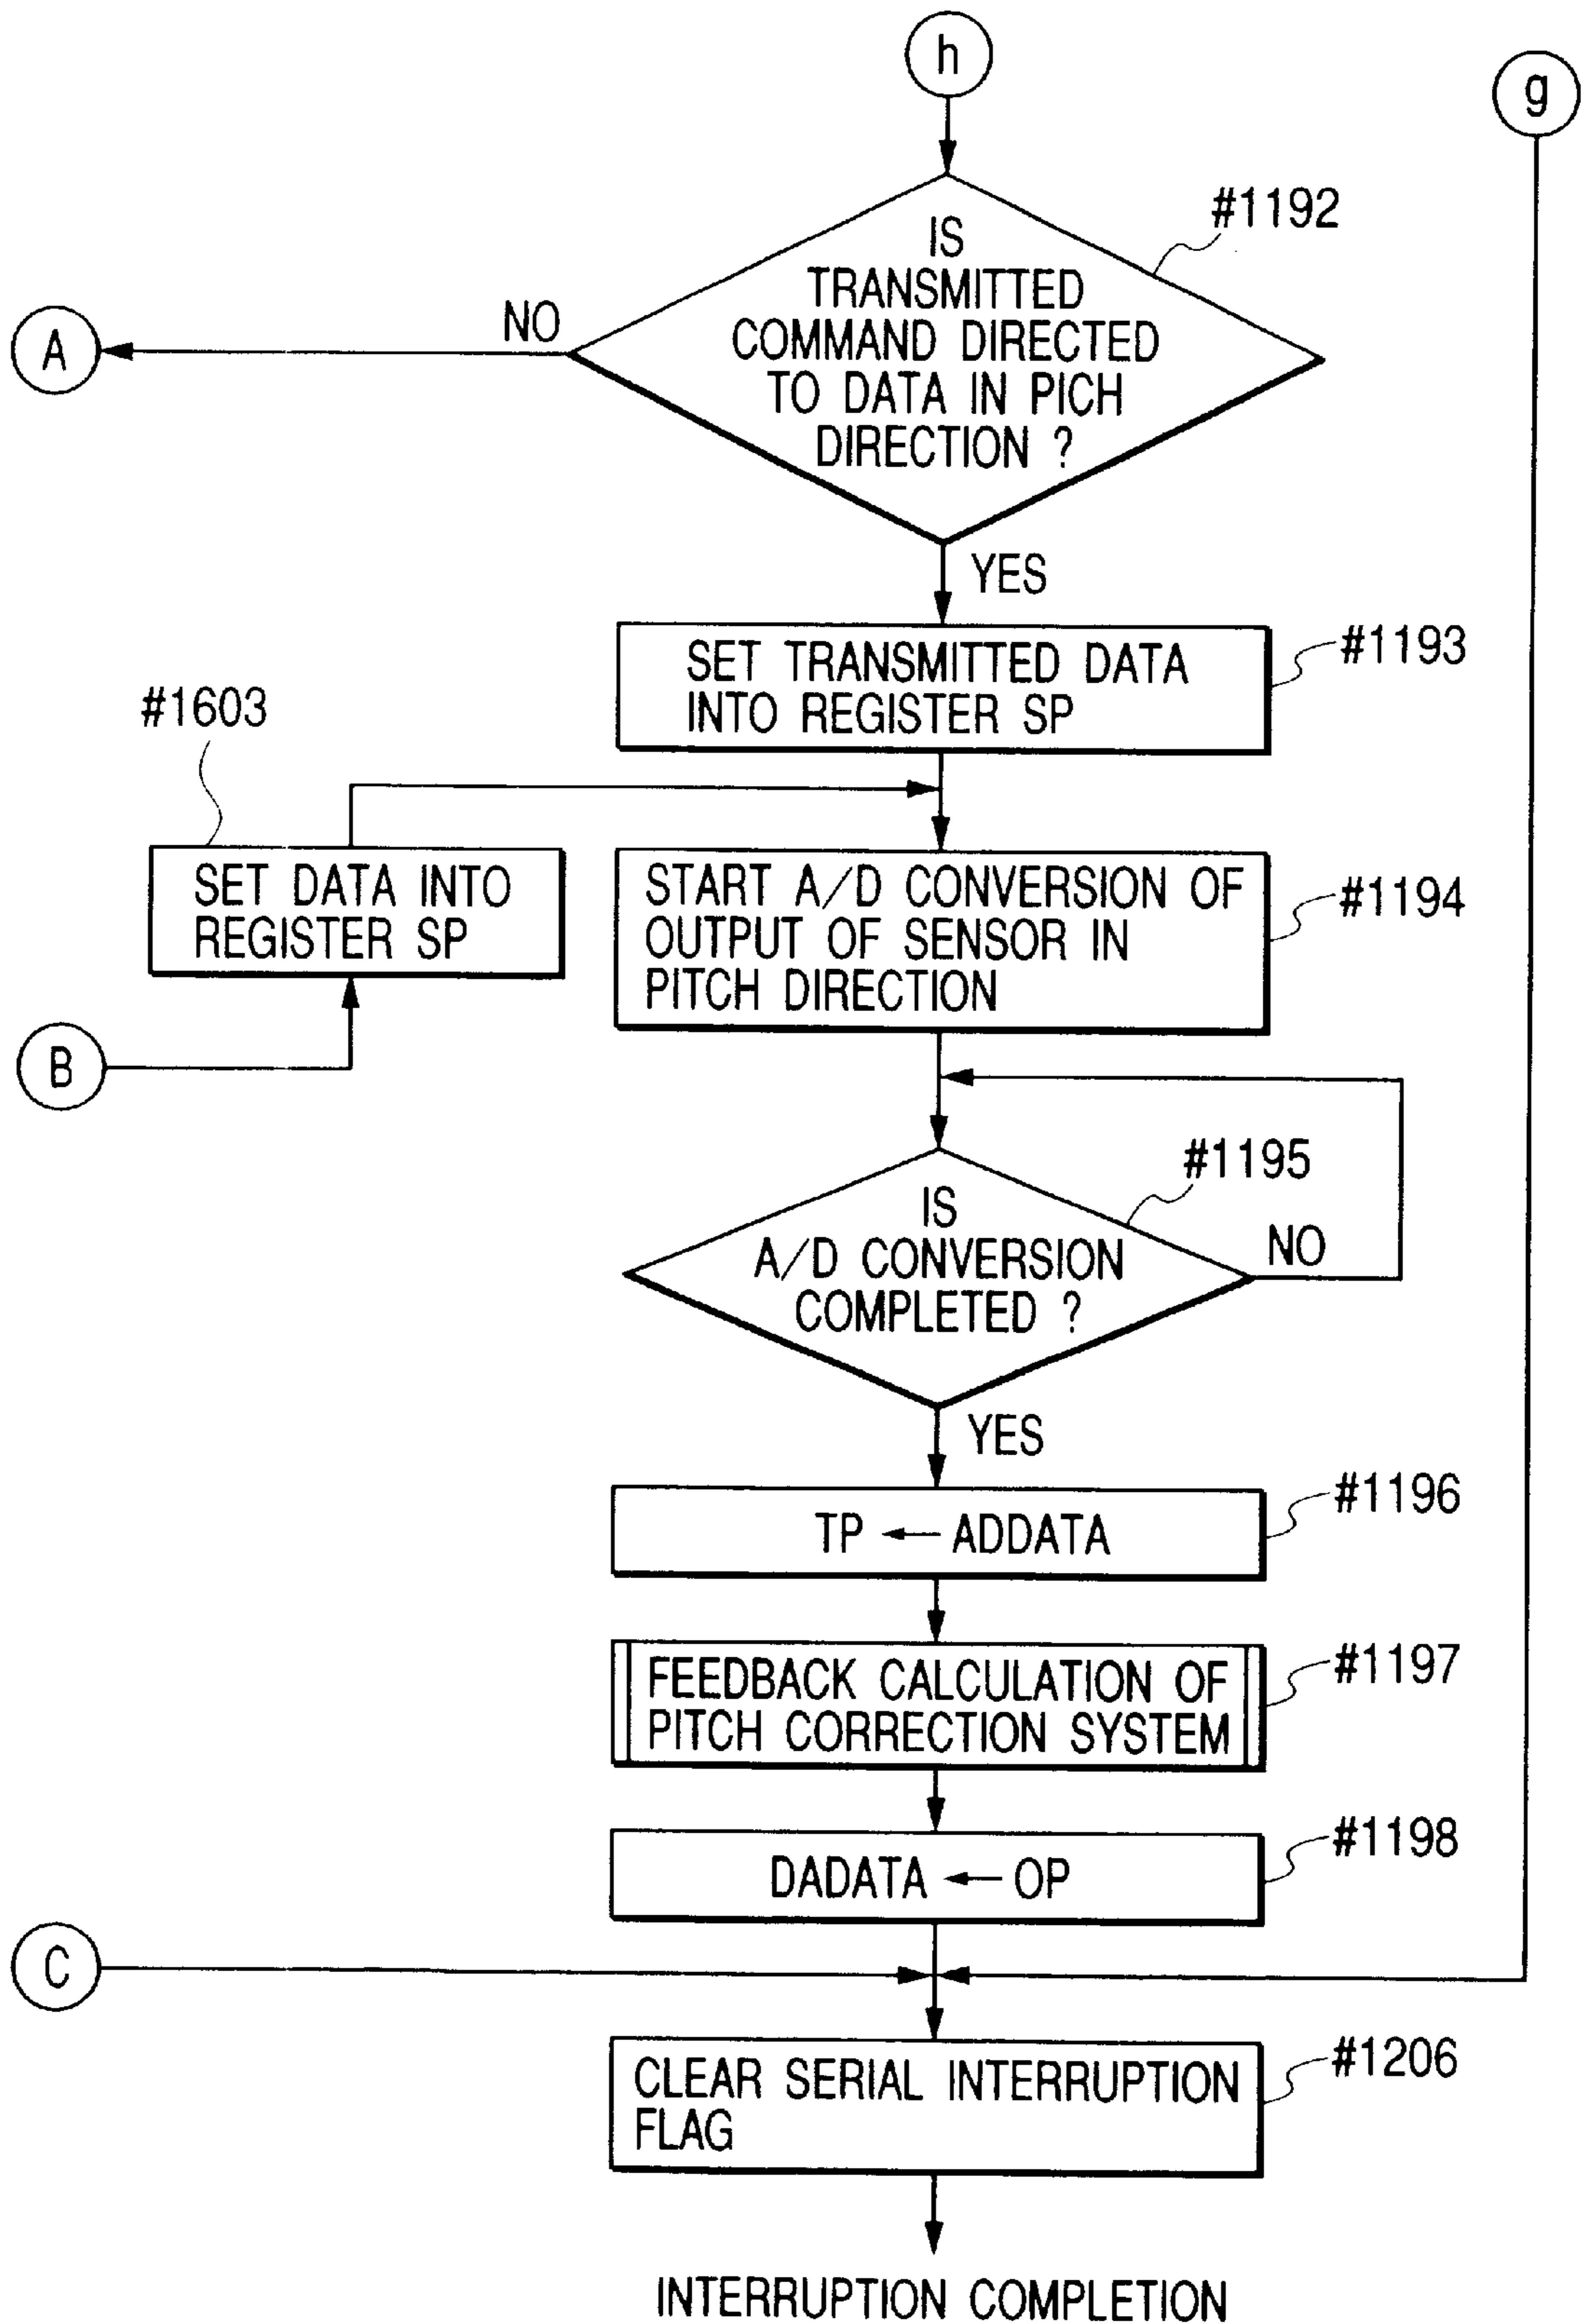 h
g
#1192
IS
TRANSMITTED
COMMAND DIRECTED
TO DATA IN PICH
DIRECTION ?
NO
A
YES
SET TRANSMITTED DATA
INTO REGISTER SP
#1193
#1603
SET DATA INTO
REGISTER SP
START A/D CONVERSION OF
OUTPUT OF SENSOR IN
PITCH DIRECTION
#1194
B
#1195
IS
A/D CONVERSION
COMPLETED ?
NO
YES
TP ← ADDATA
#1196
FEEDBACK CALCULATION OF
PITCH CORRECTION SYSTEM
#1197
DADATA ← OP
#1198
C
CLEAR SERIAL INTERRUPTION
FLAG
#1206
INTERRUPTION COMPLETION